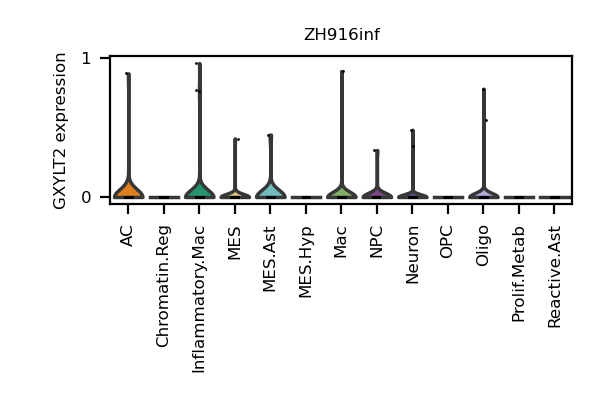 ZH916inf
GXYLT2 expression
1
0
AC
Chromatin.Reg
Inflammatory.Mac
MES
MES.Ast
MES.Hyp
Mac
NPC
Neuron
OPC
Oligo
Prolif.Metab
Reactive.Ast